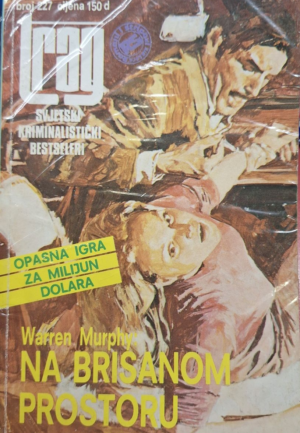 broj 227 cijena 150 d
trag
SVJETSKI
KRIMINALISTIČKI
BESTSELERI
OPASNA IGRA
ZA MILIJUN
DOLARA
Warren Murphy
NA BRISANOM
PROSTORU